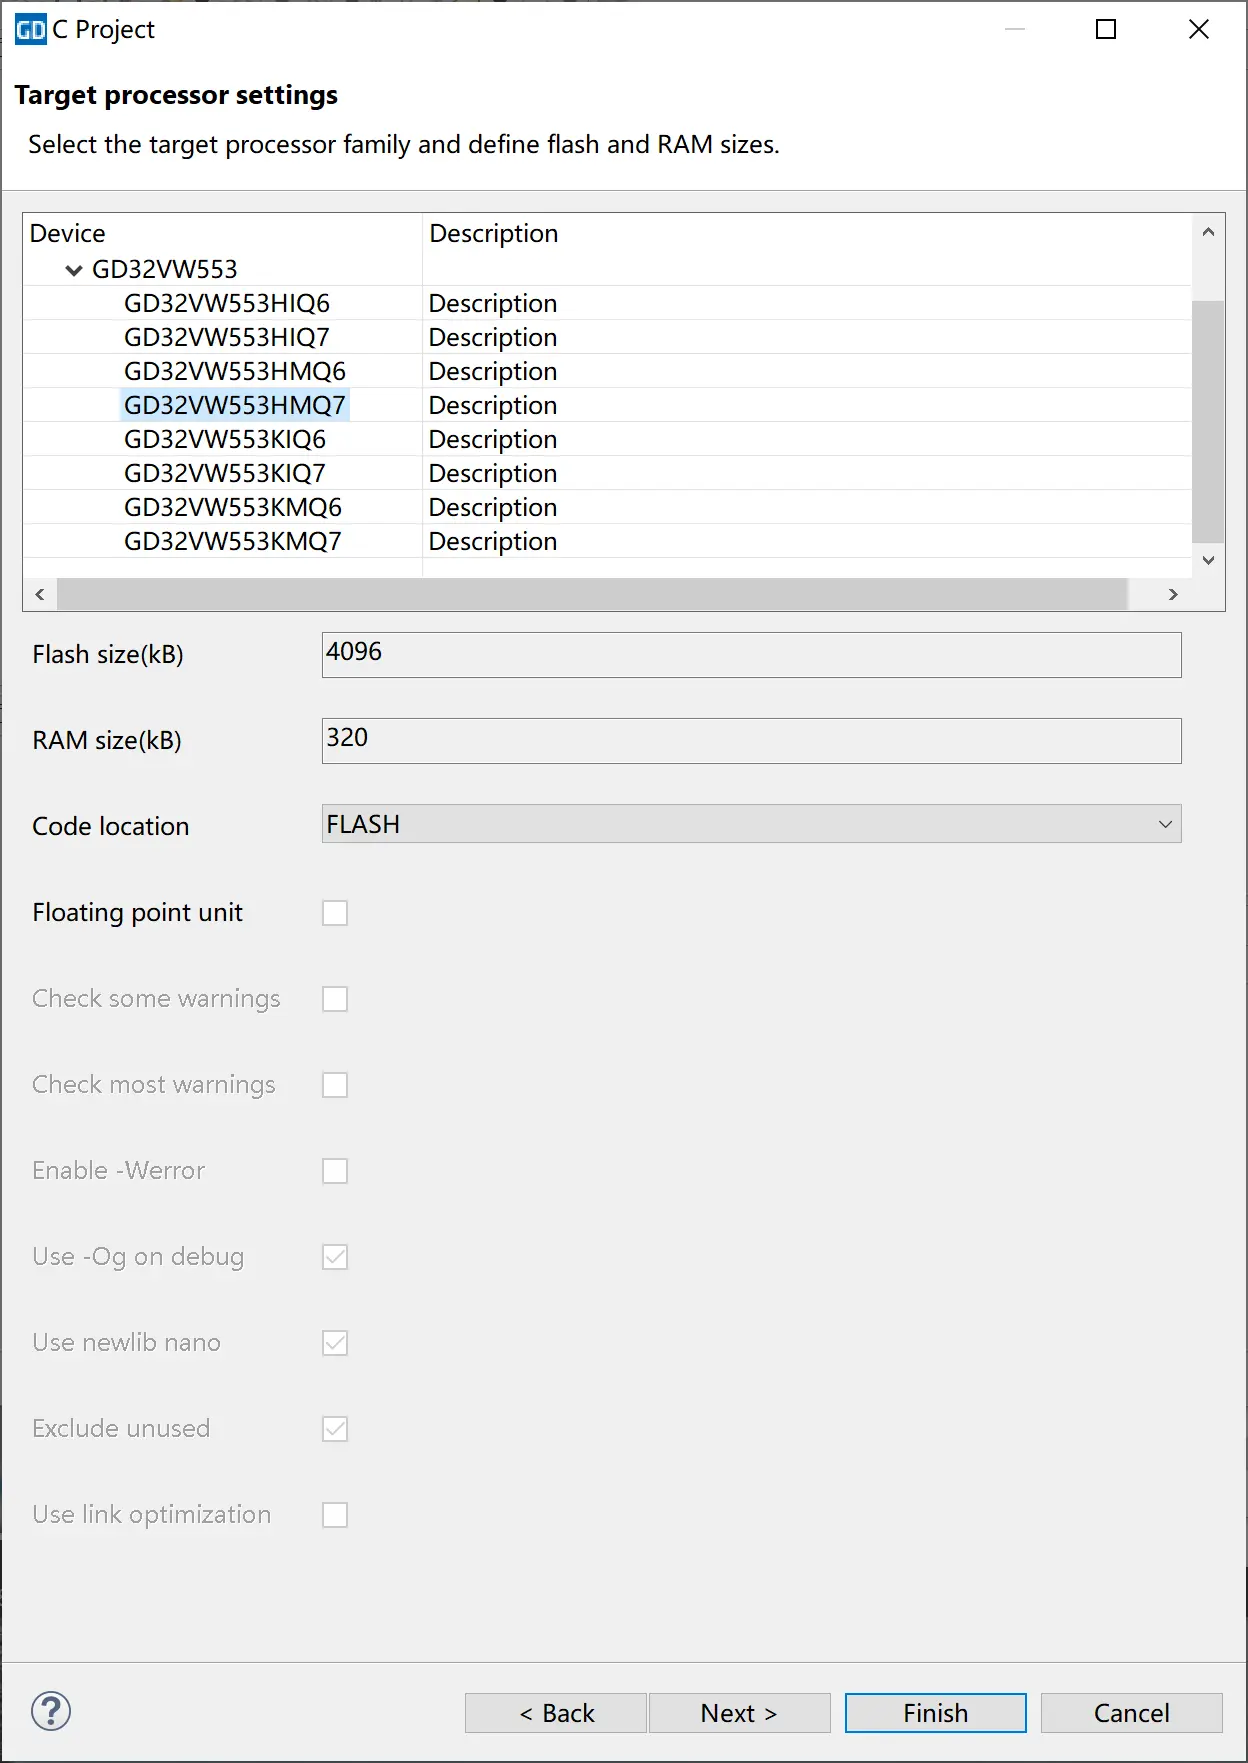 GD C Project
Target processor settings
Select the target processor family and define flash and RAM sizes.
Device Description
GD32VW553
GD32VW553HIQ6 Description
GD32VW553HIQ7 Description
GD32VW553HMQ6 Description
GD32VW553HMQ7 Description
GD32VW553KIQ6 Description
GD32VW553KIQ7 Description
GD32VW553KMQ6 Description
GD32VW553KMQ7 Description
Flash size(kB) 4096
RAM size(kB) 320
Code location FLASH
Floating point unit
Check some warnings
Check most warnings
Enable -Werror
Use -Og on debug
Use newlib nano
Exclude unused
Use link optimization
? < Back Next > Finish Cancel